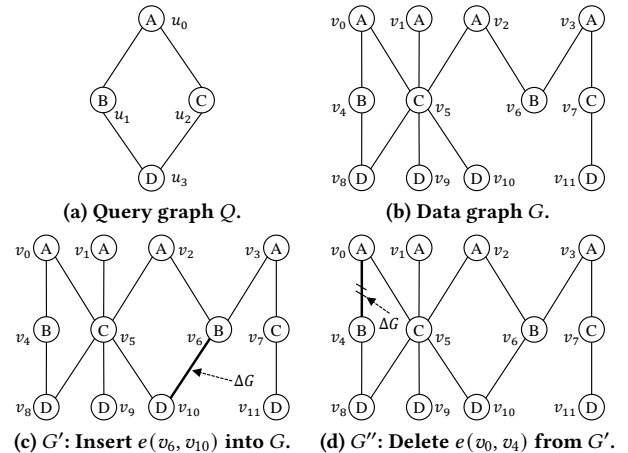 A u₀
B C
u₁ u₂
D u₃
(a) Query graph Q.
v₀ A v₁ A A v₂ v₃ A
B C B C
v₄ v₅ v₆ v₇
D D D D
v₈ v₉ v₁₀ v₁₁
(b) Data graph G.
v₀ A v₁ A A v₂ v₃ A
v₄ B C v₅ v₆ B v₇ C
ΔG
v₈ D D v₉ D v₁₀ v₁₁ D
(c) G′: Insert e(v₆, v₁₀) into G.
v₀ A v₁ A A v₂ v₃ A
ΔG
v₄ B C v₅ v₆ B v₇ C
v₈ D D v₉ D v₁₀ v₁₁ D
(d) G′′: Delete e(v₀, v₄) from G′.